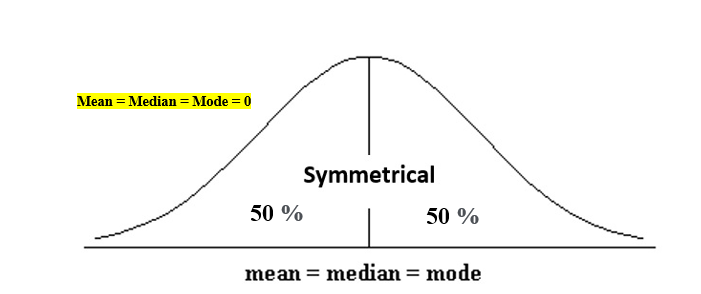 Mean = Median = Mode = 0
Symmetrical
50 % 50 %
mean = median = mode